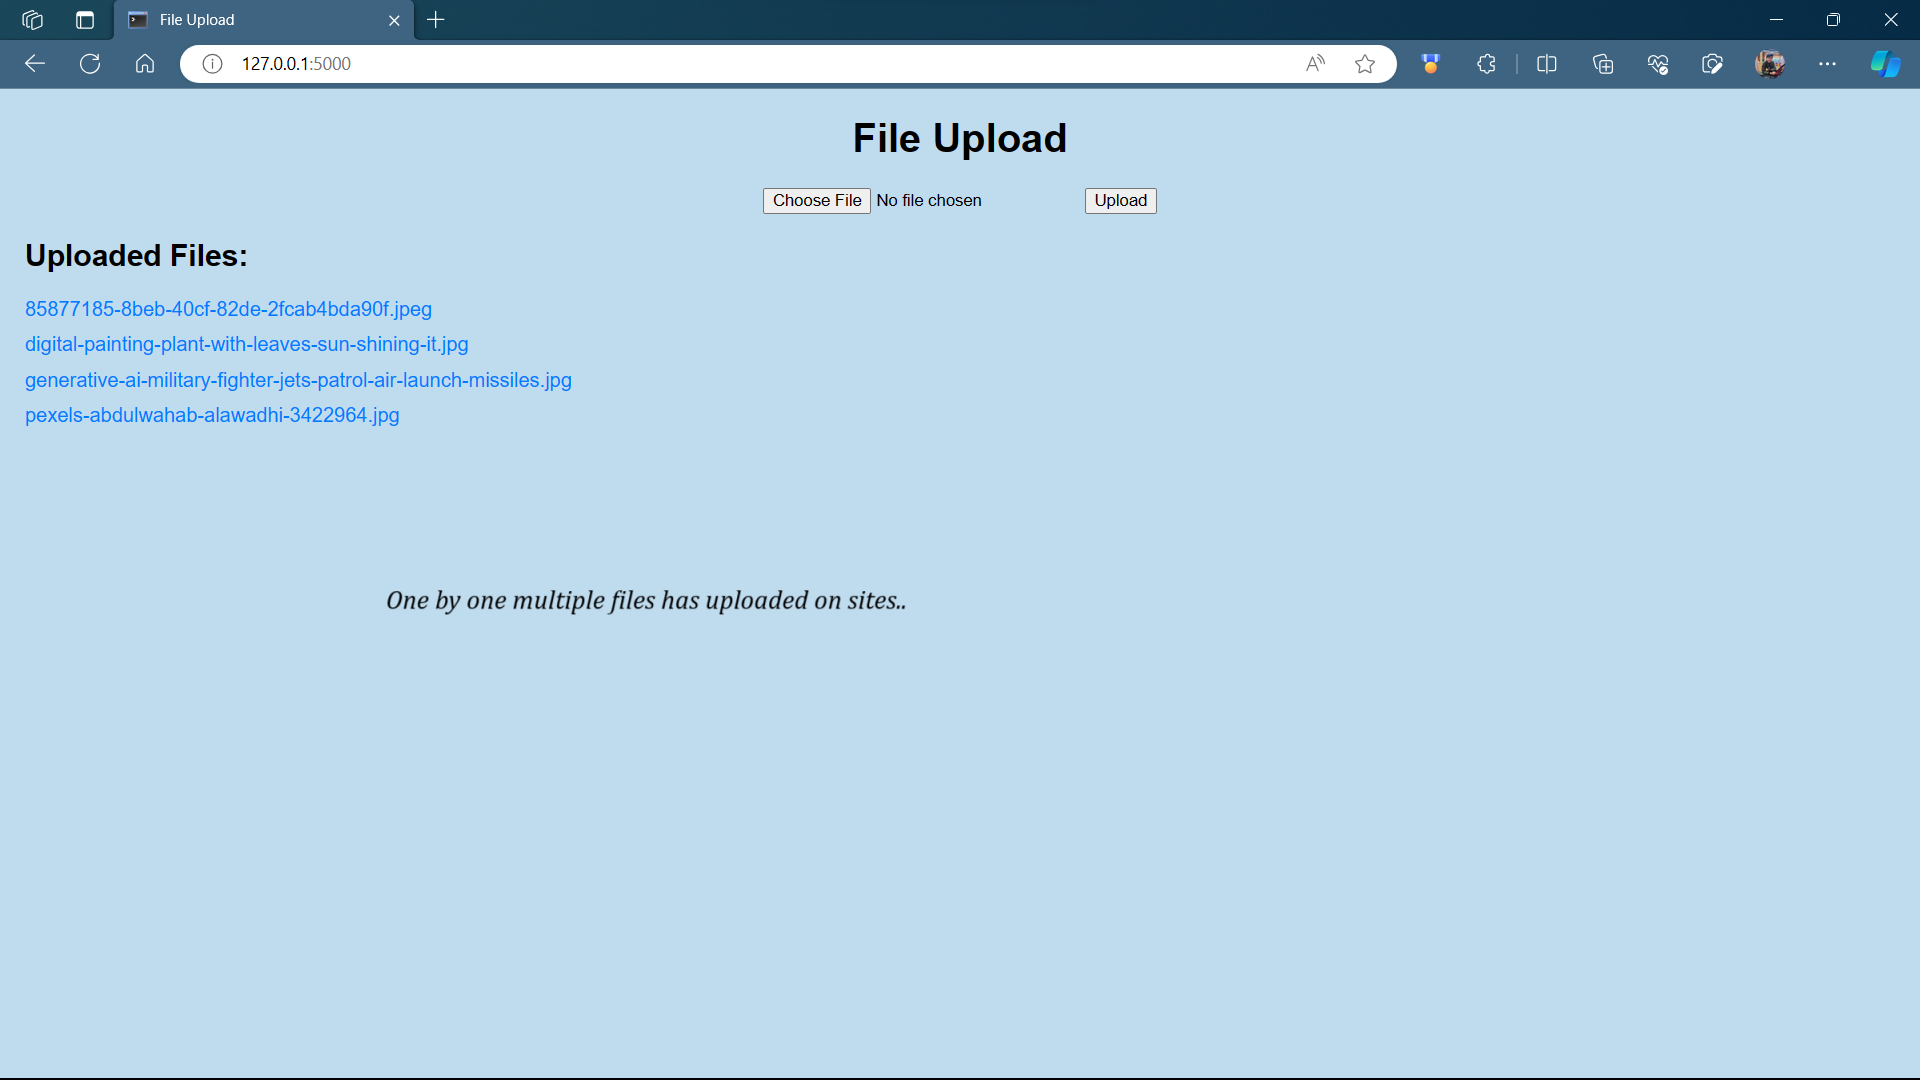 File Upload
127.0.0.1:5000
File Upload
Choose File No file chosen Upload
Uploaded Files:
85877185-8beb-40cf-82de-2fcab4bda90f.jpeg
digital-painting-plant-with-leaves-sun-shining-it.jpg
generative-ai-military-fighter-jets-patrol-air-launch-missiles.jpg
pexels-abdulwahab-alawadhi-3422964.jpg
One by one multiple files has uploaded on sites..